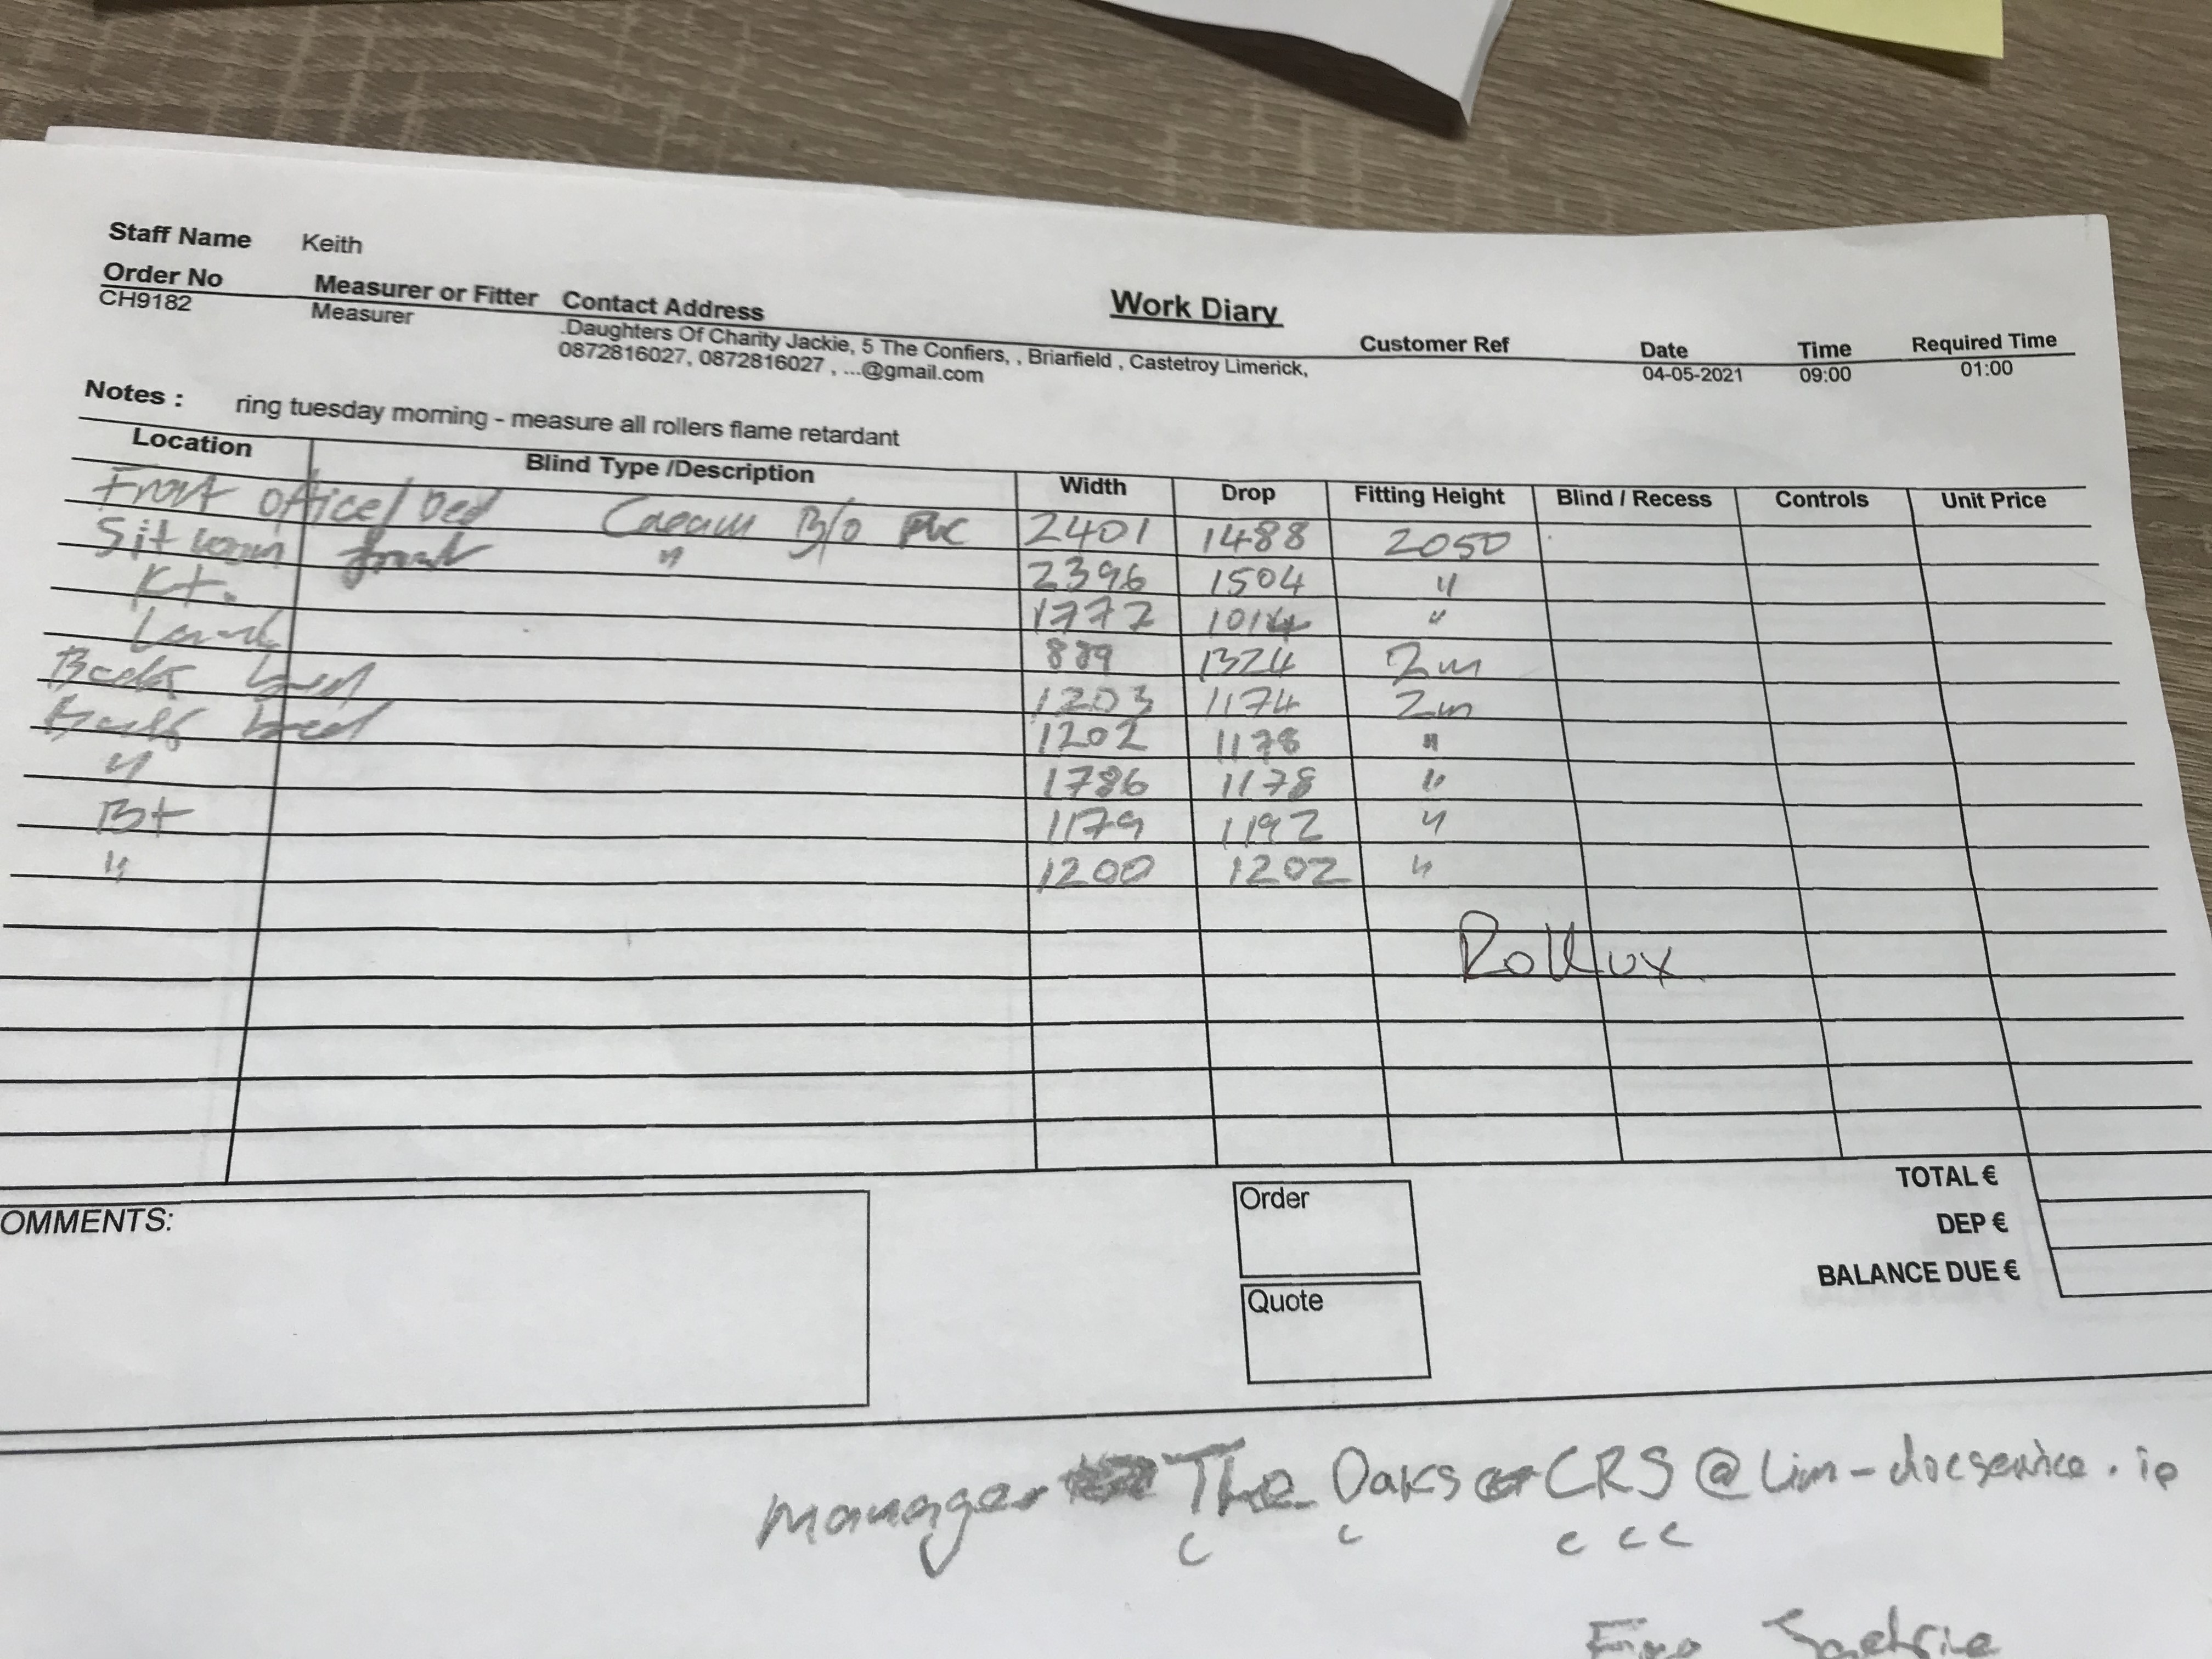 Staff Name Keith
Work Diary
Order No Measurer or Fitter Contact Address Customer Ref Date Time Required Time
CH9182 Measurer .Daughters Of Charity Jackie, 5 The Confiers, , Briarfield , Castetroy Limerick, 04-05-2021 09:00 01:00
0872816027, 0872816027 , ...@gmail.com
Notes : ring tuesday morning - measure all rollers flame retardant
Location Blind Type /Description Width Drop Fitting Height Blind / Recess Controls Unit Price
Front office/bed Cream B/o PVC 2401 1488 2050
Sit room front " 2396 1504 "
Kt. 1772 1014 "
889 1324 2m
Back bed 1203 1174 2m
Back bed 1202 1178 "
" 1786 1178 "
Bt 1179 1192 "
" 1200 1202 "
Rollux
TOTAL €
DEP €
BALANCE DUE €
OMMENTS:
Order
Quote
manager The Oaks CRS @ Lim-docservice.ie
c c c c c